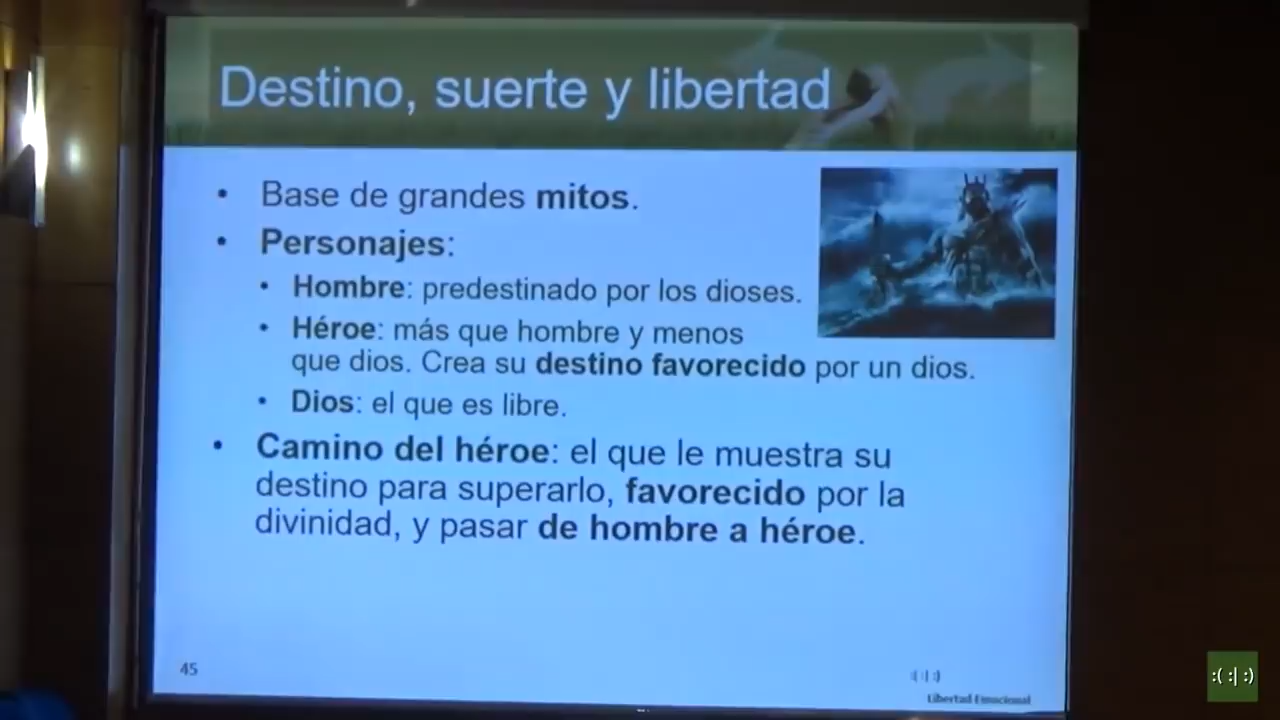 Destino, suerte y libertad
• Base de grandes mitos.
• Personajes:
• Hombre: predestinado por los dioses.
• Héroe: más que hombre y menos
que dios. Crea su destino favorecido por un dios.
• Dios: el que es libre.
• Camino del héroe: el que le muestra su
destino para superarlo, favorecido por la
divinidad, y pasar de hombre a héroe.
45
:( :| :)
Libertad Emocional
:( :| :)